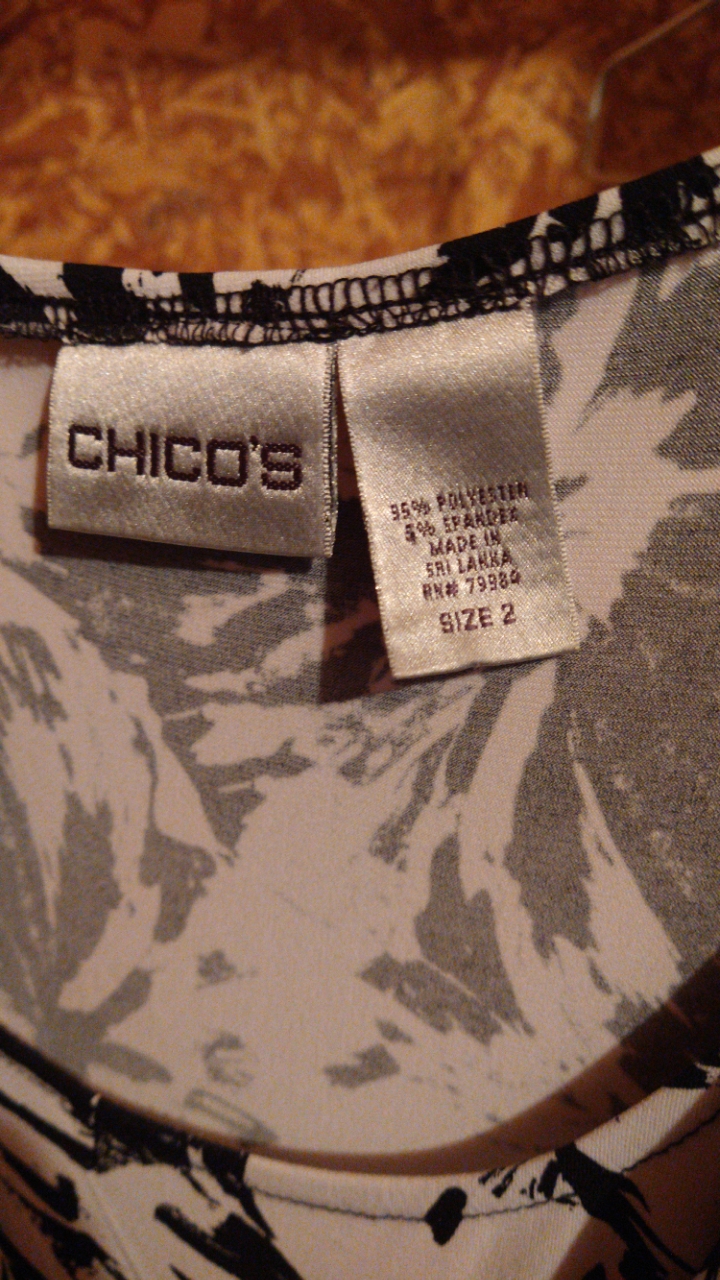 CHICO'S
95% POLYESTER
5% SPANDEX
MADE IN
SRI LANKA
RN# 79984
SIZE 2